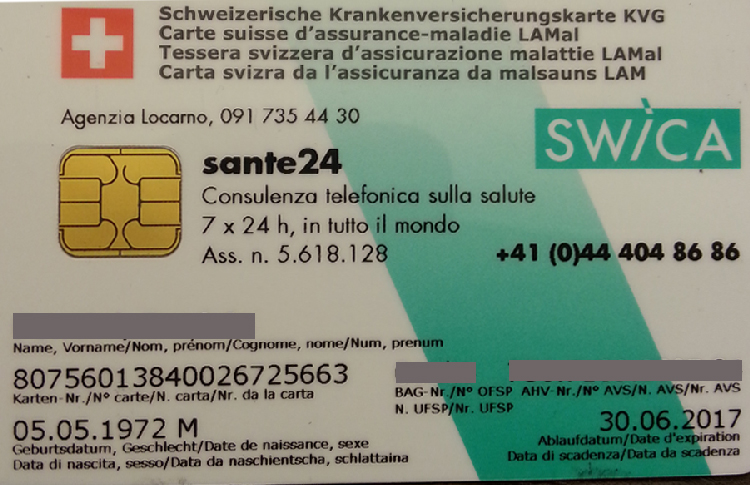 Schweizerische Krankenversicherungskarte KVG
Carte suisse d'assurance-maladie LAMal
Tessera svizzera d'assicurazione malattie LAMal
Carta svizra da l'assicuranza da malsauns LAM
Agenzia Locarno, 091 735 44 30
SWICA
sante24
Consulenza telefonica sulla salute
7 x 24 h, in tutto il mondo
Ass. n. 5.618.128
+41 (0)44 404 86 86
Name, Vorname/Nom, prénom/Cognome, nome/Num, prenum
80756013840026725663
Karten-Nr./Nº carte/N. carta/Nr. da la carta
BAG-Nr./Nº OFSP AHV-Nr./Nº AVS/N. AVS/Nr. AVS
N. UFSP/Nr. UFSP
05.05.1972 M
Geburtsdatum, Geschlecht/Date de naissance, sexe
Data di nascita, sesso/Data da naschientscha, schlattaina
30.06.2017
Ablaufdatum/Date d'expiration
Data di scadenza/Data da scadenza